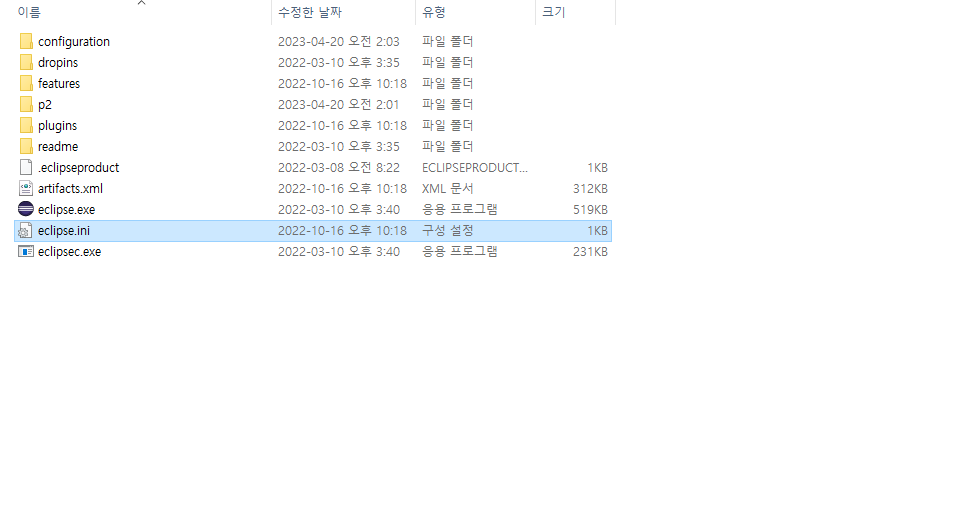 이름 수정한 날짜 유형 크기
configuration 2023-04-20 오전 2:03 파일 폴더
dropins 2022-03-10 오후 3:35 파일 폴더
features 2022-10-16 오후 10:18 파일 폴더
p2 2023-04-20 오전 2:01 파일 폴더
plugins 2022-10-16 오후 10:18 파일 폴더
readme 2022-03-10 오후 3:35 파일 폴더
.eclipseproduct 2022-03-08 오전 8:22 ECLIPSEPRODUCT... 1KB
artifacts.xml 2022-10-16 오후 10:18 XML 문서 312KB
eclipse.exe 2022-03-10 오후 3:40 응용 프로그램 519KB
eclipse.ini 2022-10-16 오후 10:18 구성 설정 1KB
eclipsec.exe 2022-03-10 오후 3:40 응용 프로그램 231KB